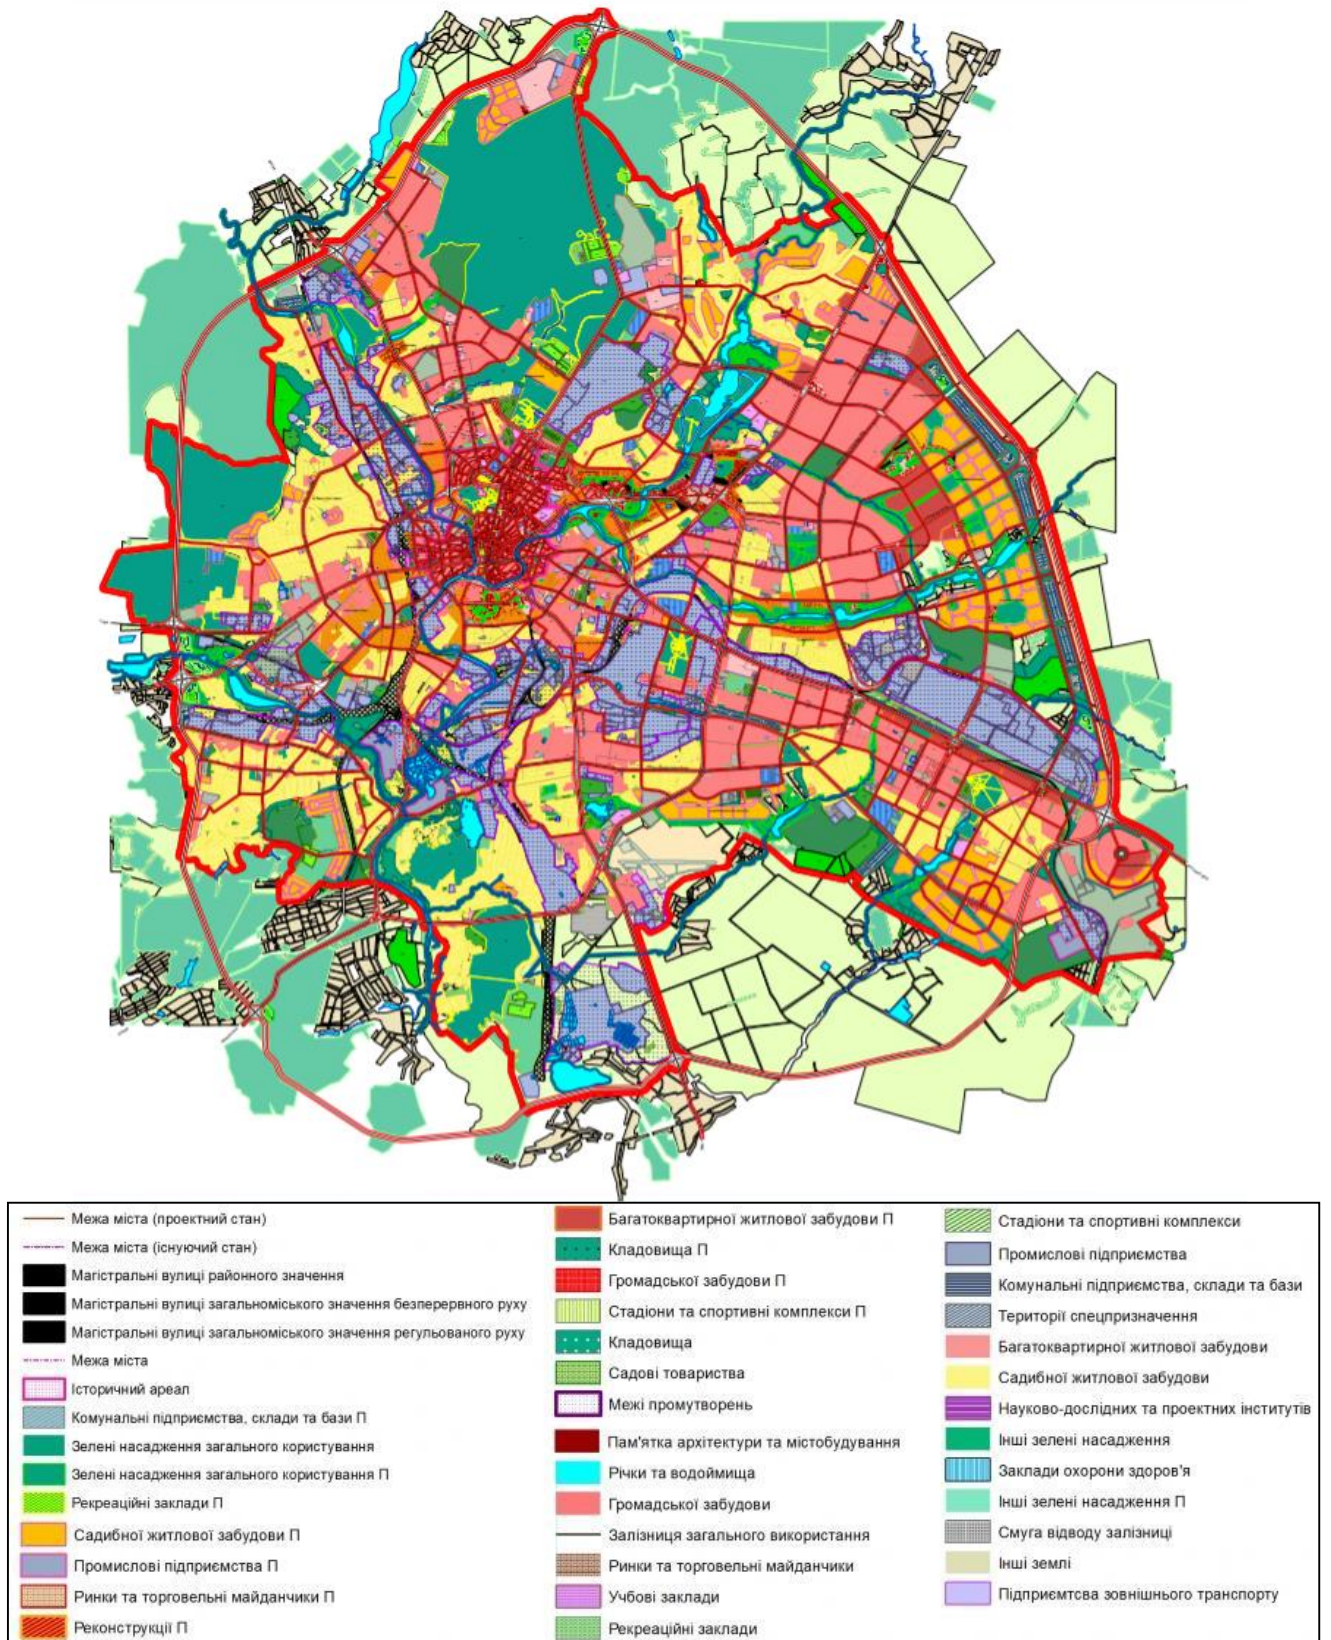 Межа міста (проектний стан)
Межа міста (існуючий стан)
Магістральні вулиці районного значення
Магістральні вулиці загальноміського значення безперервного руху
Магістральні вулиці загальноміського значення регульованого руху
Межа міста
Історичний ареал
Комунальні підприємства, склади та бази П
Зелені насадження загального користування
Зелені насадження загального користування П
Рекреаційні заклади П
Садибної житлової забудови П
Промислові підприємства П
Ринки та торговельні майданчики П
Реконструкції П
Багатоквартирної житлової забудови П
Кладовища П
Громадської забудови П
Стадіони та спортивні комплекси П
Кладовища
Садові товариства
Межі промутворень
Пам'ятка архітектури та містобудування
Річки та водоймища
Громадської забудови
Залізниця загального використання
Ринки та торговельні майданчики
Учбові заклади
Рекреаційні заклади
Стадіони та спортивні комплекси
Промислові підприємства
Комунальні підприємства, склади та бази
Території спецпризначення
Багатоквартирної житлової забудови
Садибної житлової забудови
Науково-дослідних та проектних інститутів
Інші зелені насадження
Заклади охорони здоров'я
Інші зелені насадження П
Смуга відводу залізниці
Інші землі
Підприємтсва зовнішнього транспорту